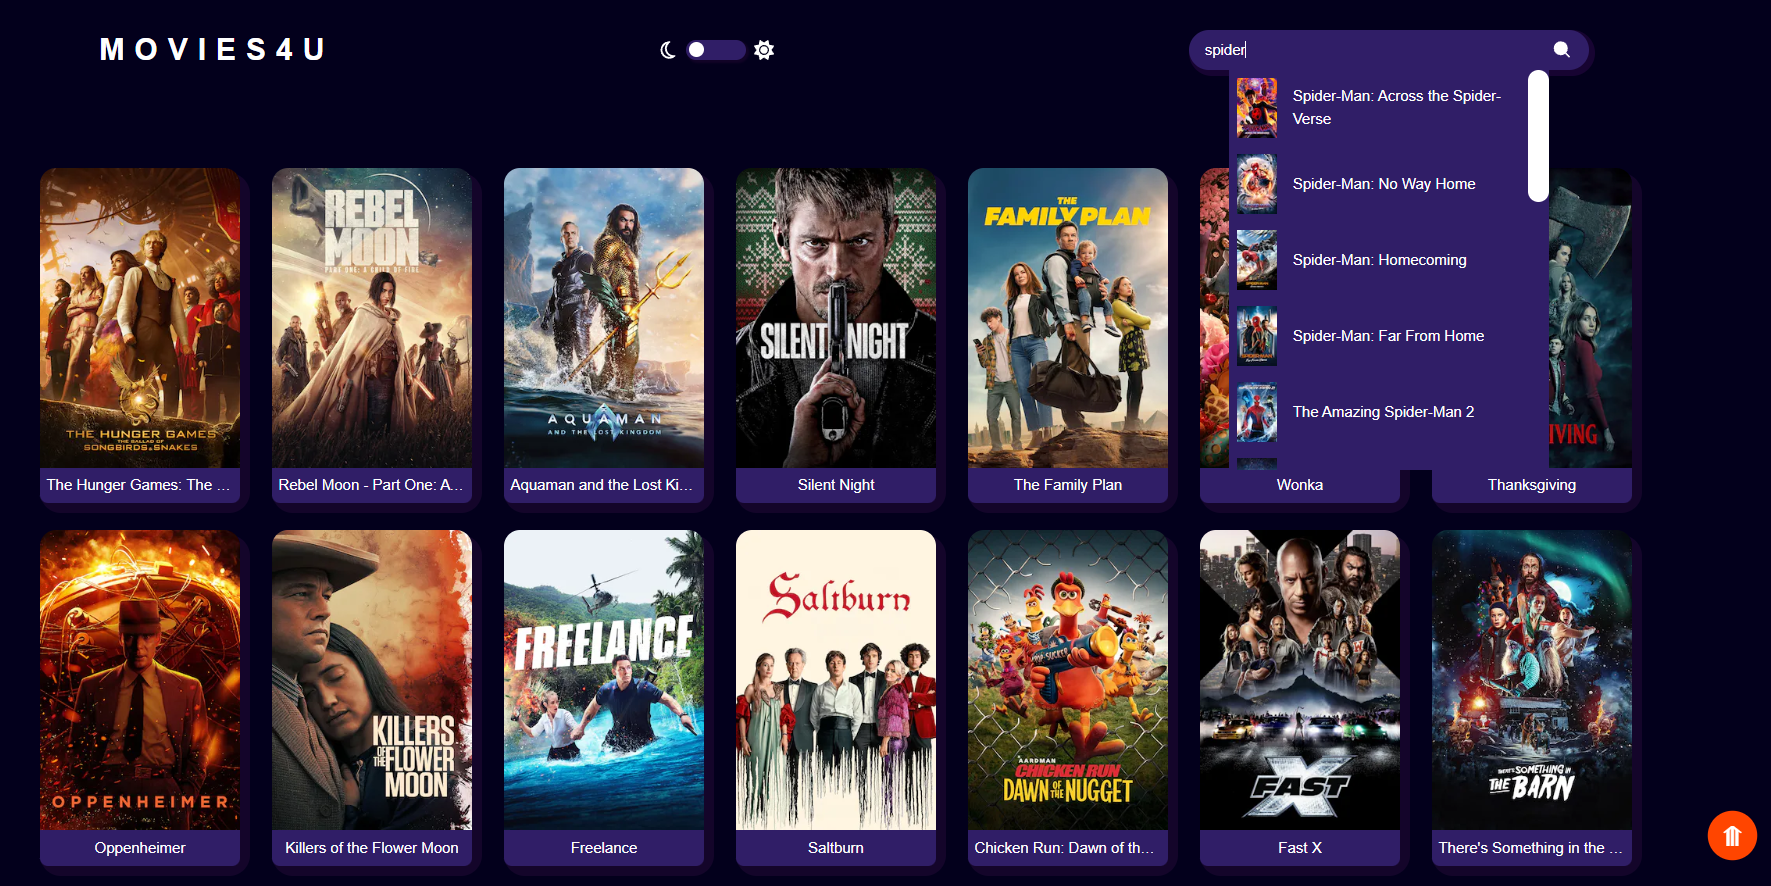 MOVIES4U
spider
Spider-Man: Across the Spider-
Verse
Spider-Man: No Way Home
Spider-Man: Homecoming
Spider-Man: Far From Home
The Amazing Spider-Man 2
THE HUNGER GAMES
THE BALLAD OF
SONGBIRDS & SNAKES
REBEL
MOON
PART ONE: A CHILD OF FIRE
AQUAMAN
AND THE LOST KINGDOM
SILENT NIGHT
THE
FAMILY PLAN
IVING
The Hunger Games: The ...
Rebel Moon - Part One: A...
Aquaman and the Lost Ki...
Silent Night
The Family Plan
Wonka
Thanksgiving
OPPENHEIMER
KILLERS
OF THE FLOWER
MOON
FREELANCE
Saltburn
AARDMAN
CHICKEN RUN
DAWN OF THE NUGGET
FAST X
THERE'S SOMETHING IN
THE BARN
Oppenheimer
Killers of the Flower Moon
Freelance
Saltburn
Chicken Run: Dawn of th...
Fast X
There's Something in the ...